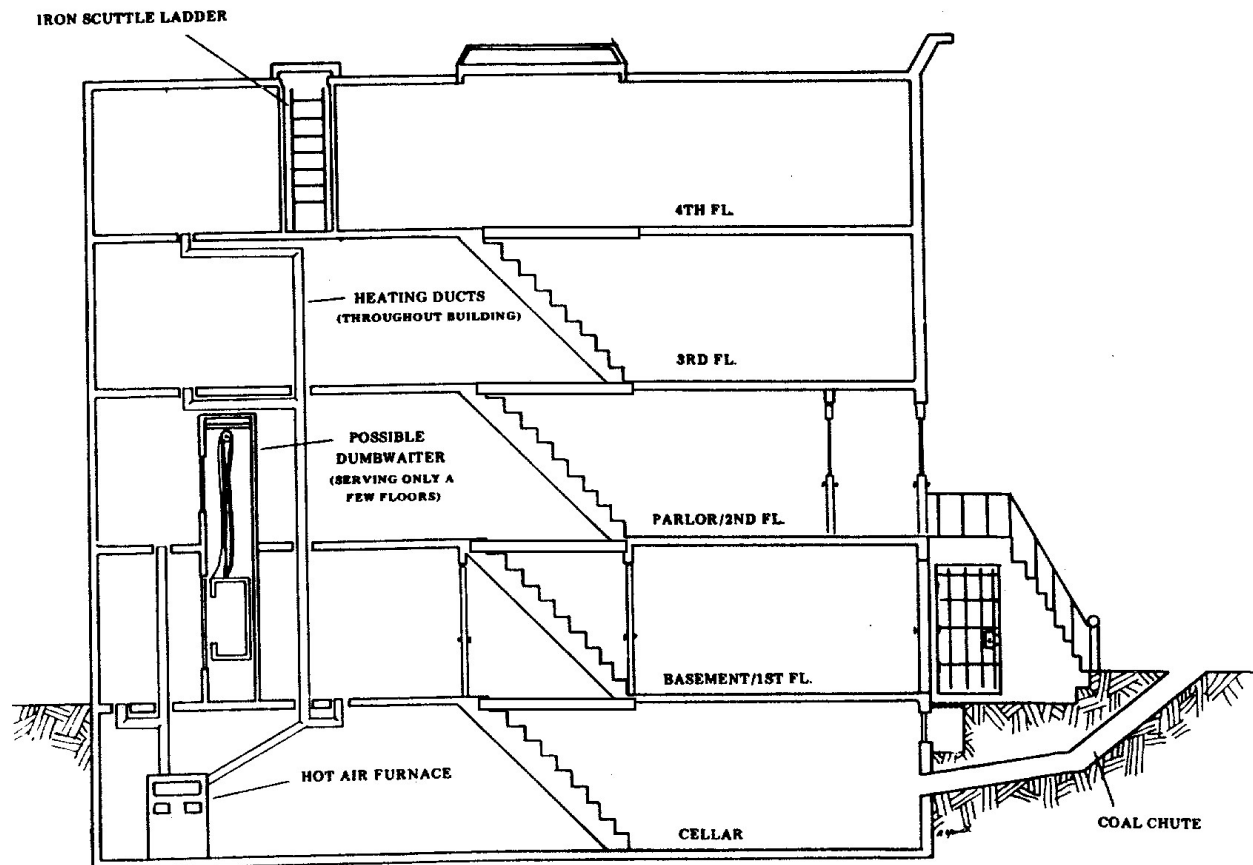 IRON SCUTTLE LADDER
4TH FL.
HEATING DUCTS
(THROUGHOUT BUILDING)
3RD FL.
POSSIBLE
DUMBWAITER
(SERVING ONLY A
FEW FLOORS)
PARLOR/2ND FL.
BASEMENT/1ST FL.
HOT AIR FURNACE
CELLAR
COAL CHUTE